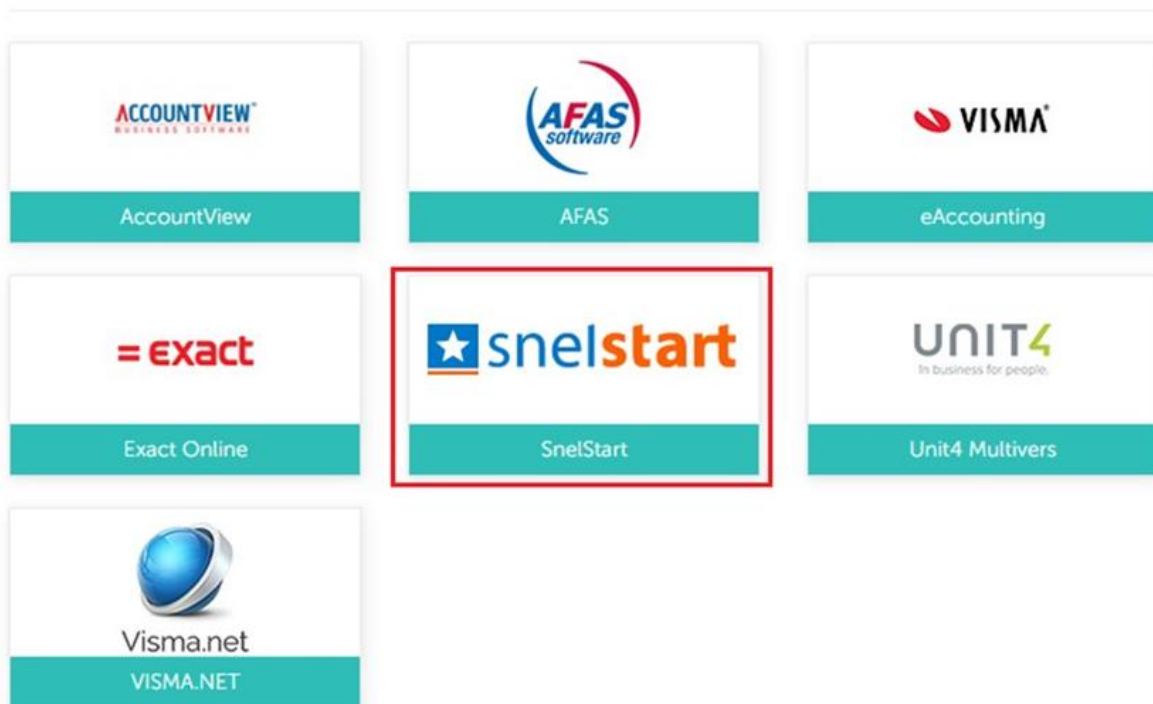 ACCOUNTVIEW
BUSINESS SOFTWARE
AccountView
AFAS
software
AFAS
VISMA®
eAccounting
= exact
Exact Online
snelstart
SnelStart
UNIT4
In business for people.
Unit4 Multivers
Visma.net
VISMA.NET